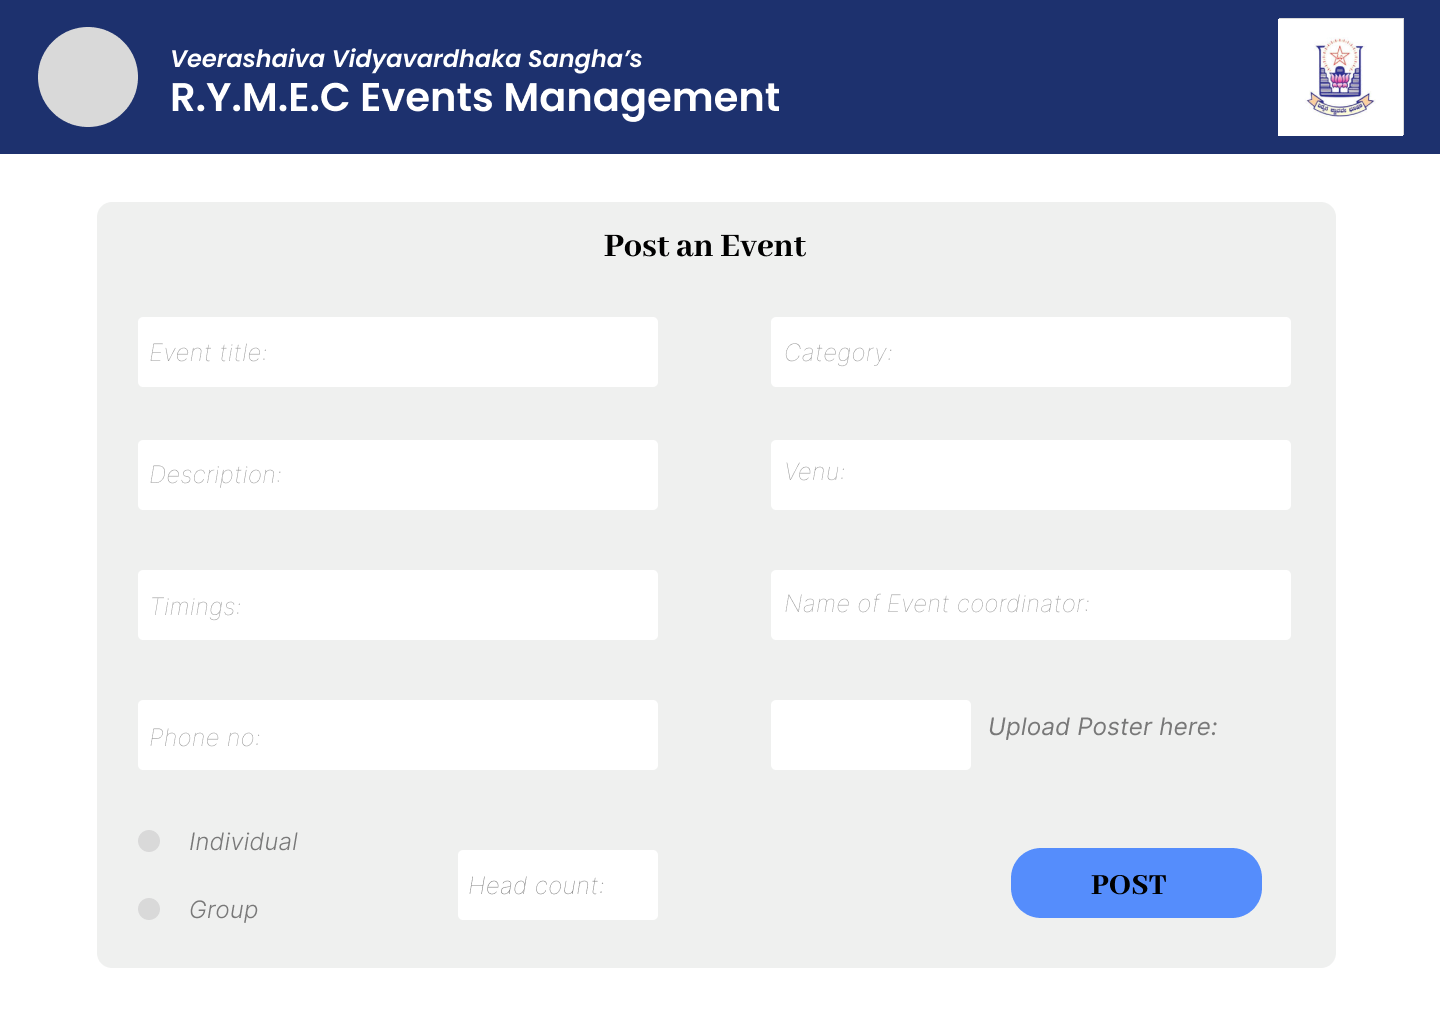 Veerashaiva Vidyavardhaka Sangha’s
R.Y.M.E.C Events Management
Post an Event
Event title:
Category:
Description:
Venu:
Timings:
Name of Event coordinator:
Phone no:
Upload Poster here:
Individual
Head count:
Group
POST